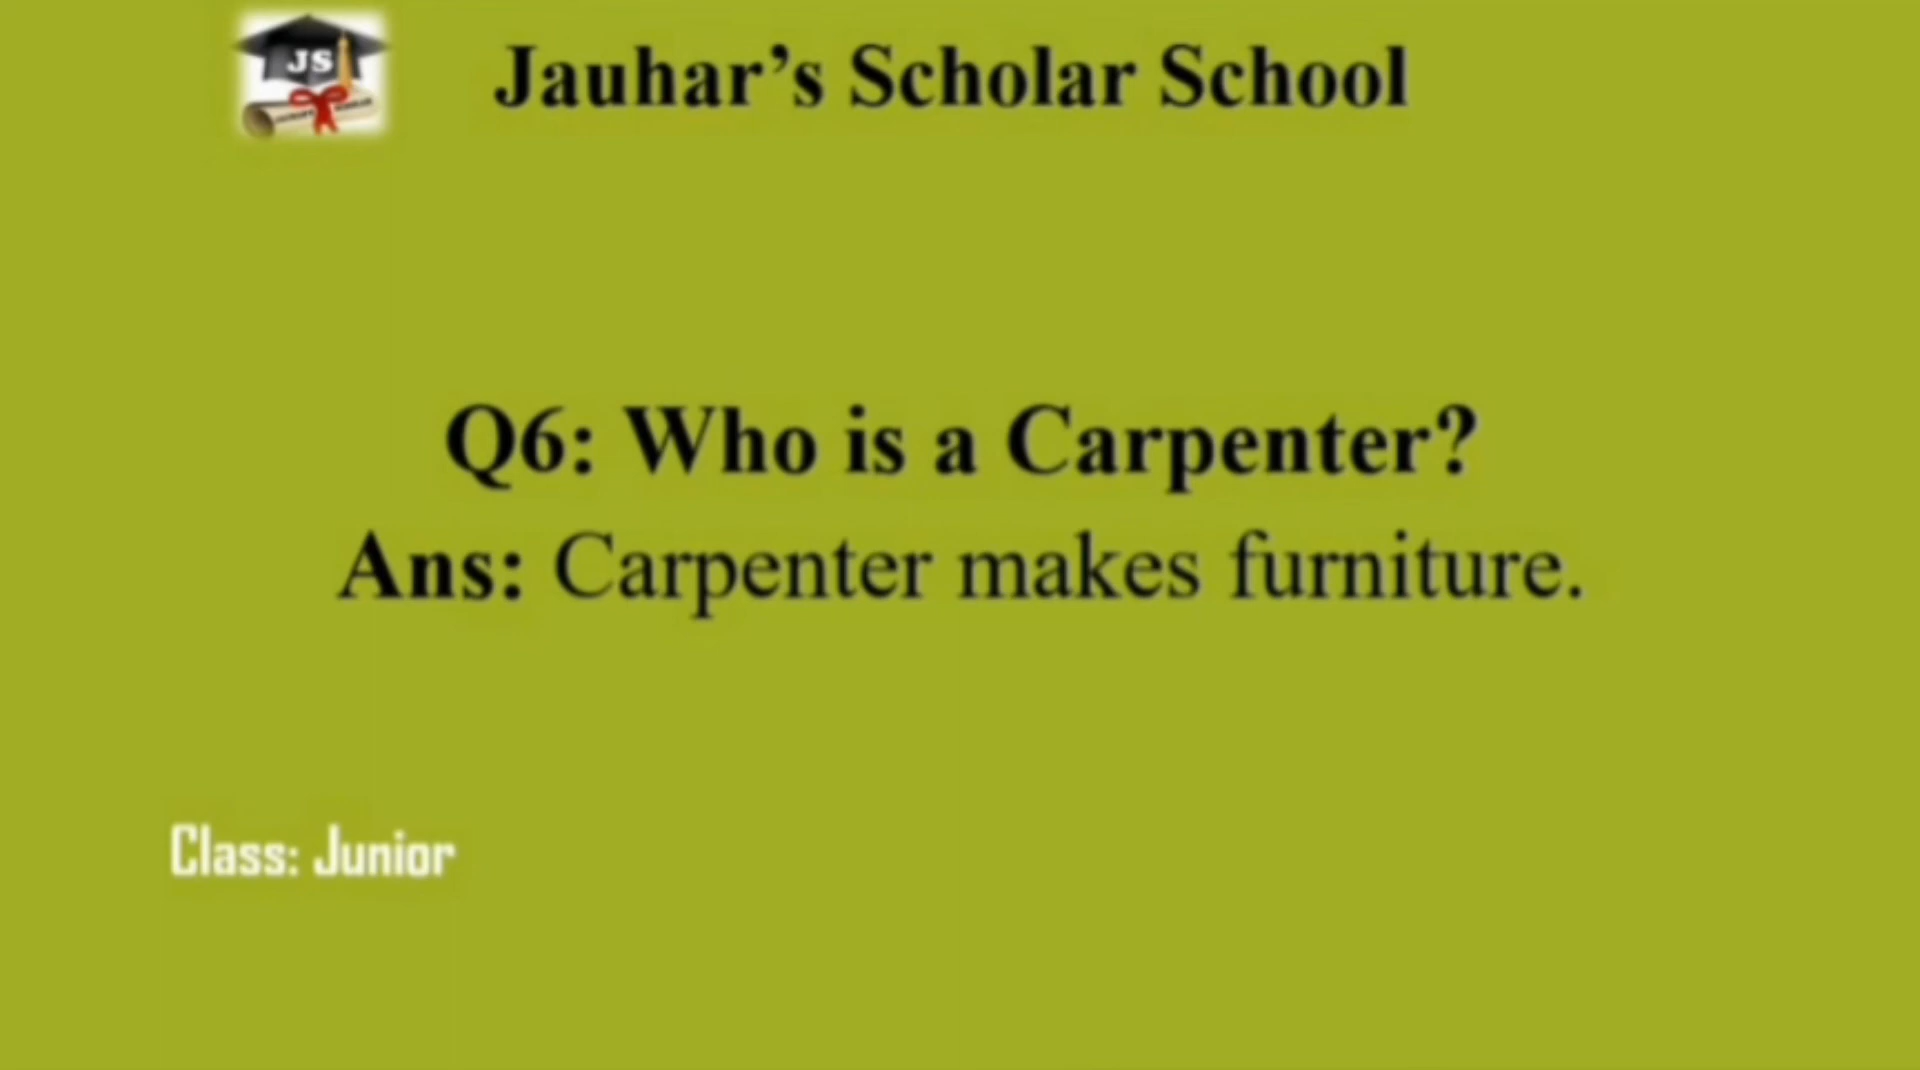 JS
Jauhar’s Scholar School
Q6: Who is a Carpenter?
Ans: Carpenter makes furniture.
Class: Junior